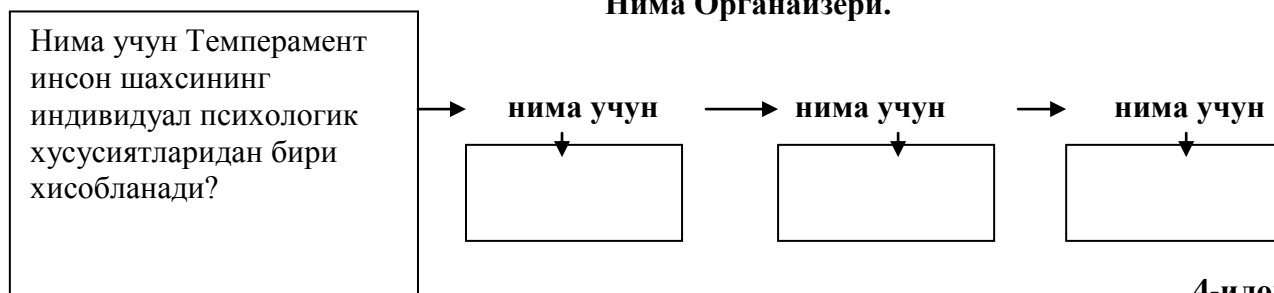 Нима Органайзери.
Нима учун Темперамент
инсон шахсининг
индивидуал психологик
хусусиятларидан бири
хисобланади?
нима учун нима учун нима учун